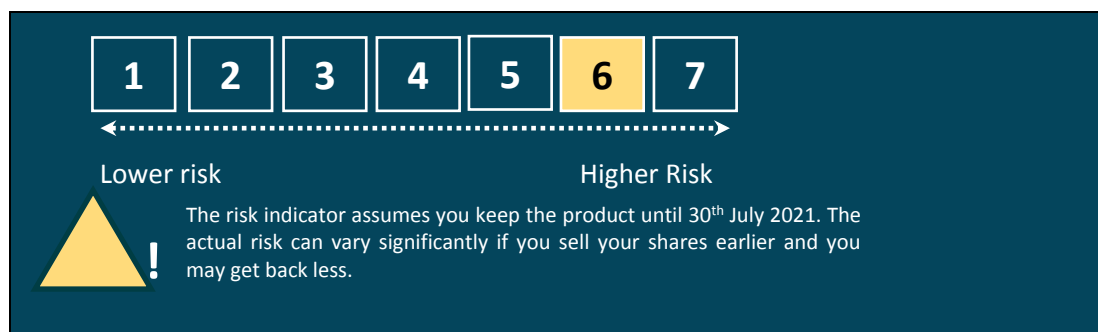 1 2 3 4 5 6 7
Lower risk Higher Risk
The risk indicator assumes you keep the product until 30th July 2021. The
actual risk can vary significantly if you sell your shares earlier and you
! may get back less.